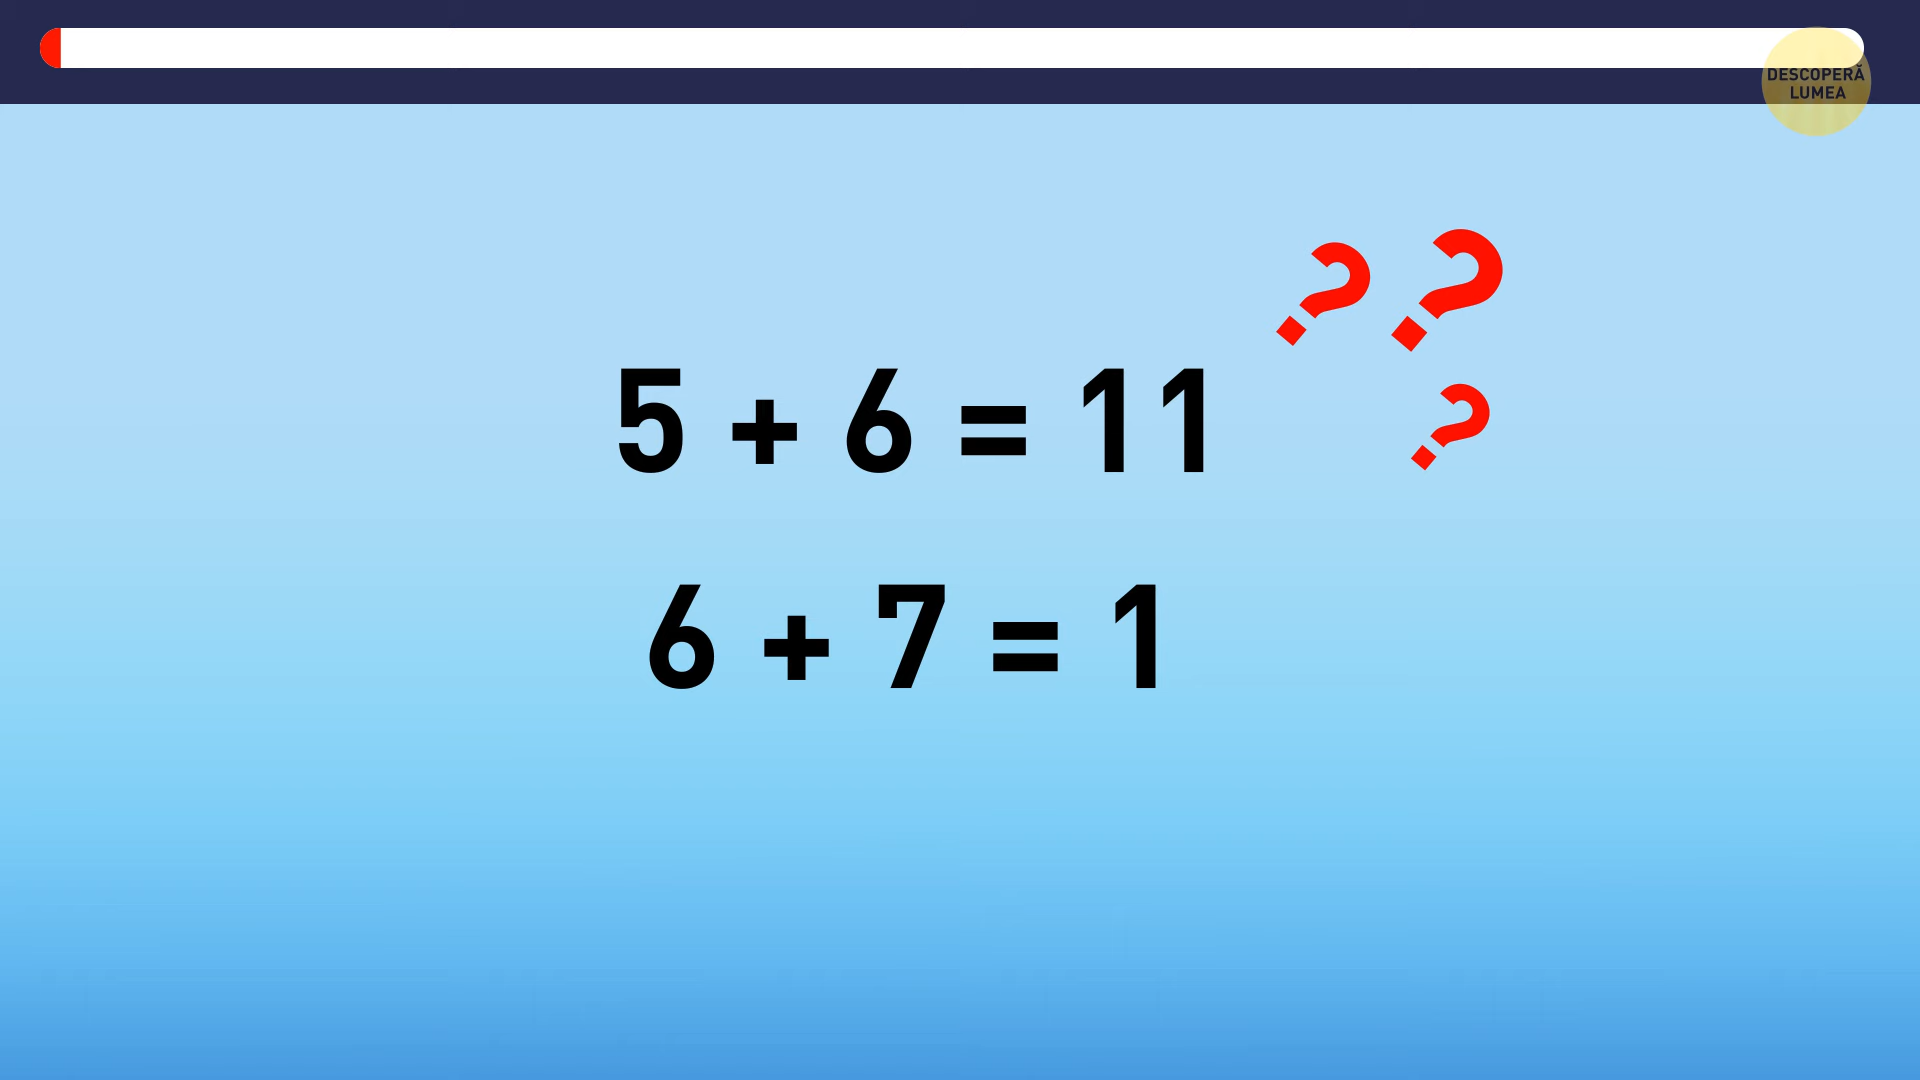 DESCOPERĂ
LUMEA
? ?
5 + 6 = 11
?
6 + 7 = 1